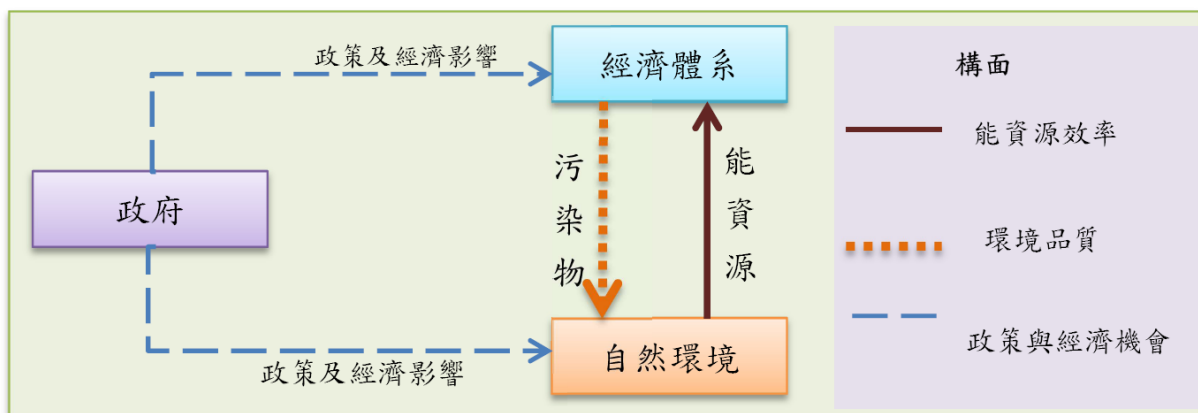 政策及經濟影響
經濟體系
政府
污染物
能資源
自然環境
政策及經濟影響
構面
能資源效率
環境品質
政策與經濟機會